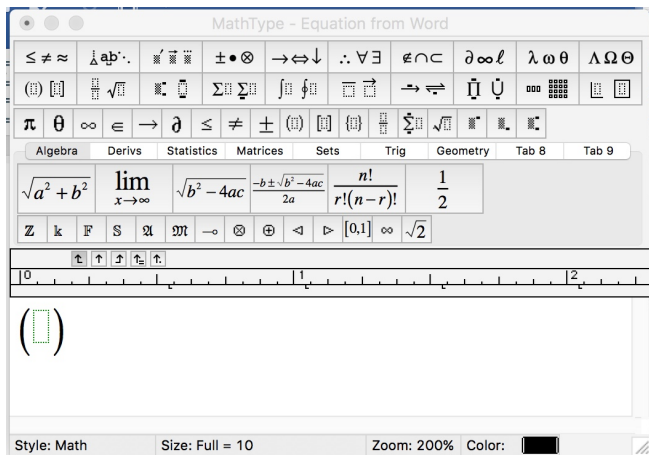 MathType - Equation from Word
≤ ≠ ≈ ∆ab⋱ ±•⊗ →⇔↓ ∴∀∃ ∉∩⊂ ∂∞ℓ λωθ ΛΩΘ
π θ ∞ ∈ → ∂ ≤ ≠ ±
Algebra Derivs Statistics Matrices Sets Trig Geometry Tab 8 Tab 9
√(a² + b²) lim x→∞ √(b² − 4ac) (−b ± √(b² − 4ac))/2a n!/(r!(n − r)!) 1/2
ℤ 𝕜 𝔽 𝕊 𝔄 𝔐 ⊸ ⊗ ⊕ ⊲ ⊳ [0,1] ∞ √2
0 1 2
( )
Style: Math Size: Full = 10 Zoom: 200% Color: